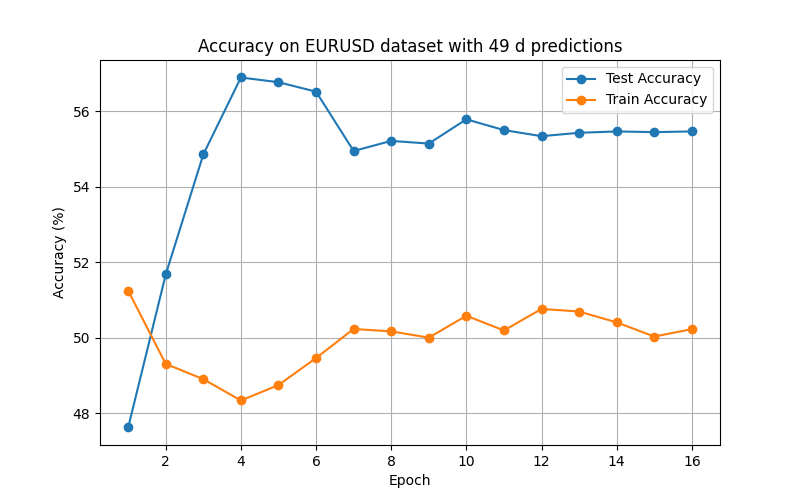 Accuracy on EURUSD dataset with 49 d predictions
Test Accuracy
Train Accuracy
56
54
52
50
48
Accuracy (%)
2 4 6 8 10 12 14 16
Epoch